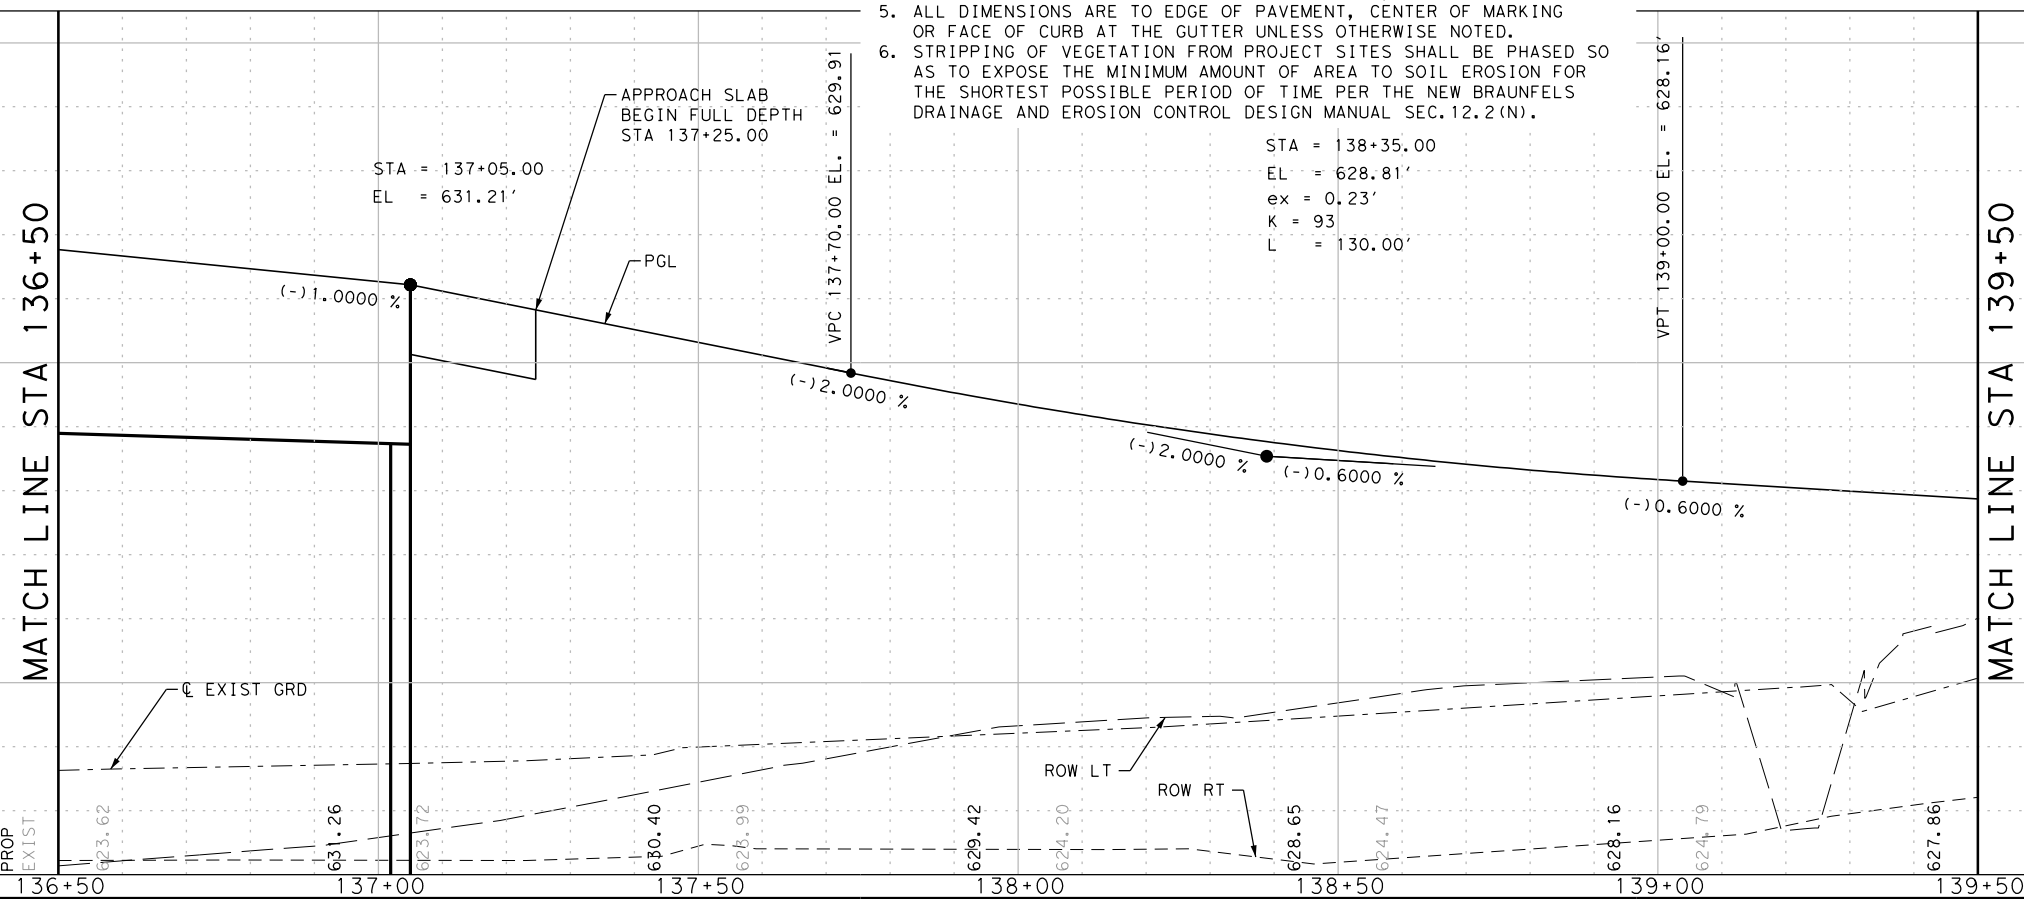 5. ALL DIMENSIONS ARE TO EDGE OF PAVEMENT, CENTER OF MARKING
OR FACE OF CURB AT THE GUTTER UNLESS OTHERWISE NOTED.
6. STRIPPING OF VEGETATION FROM PROJECT SITES SHALL BE PHASED SO
AS TO EXPOSE THE MINIMUM AMOUNT OF AREA TO SOIL EROSION FOR
THE SHORTEST POSSIBLE PERIOD OF TIME PER THE NEW BRAUNFELS
DRAINAGE AND EROSION CONTROL DESIGN MANUAL SEC.12.2(N).
MATCH LINE STA 136+50
STA = 137+05.00
EL = 631.21'
APPROACH SLAB
BEGIN FULL DEPTH
STA 137+25.00
PGL
VPC 137+70.00 EL. = 629.91
STA = 138+35.00
EL = 628.81'
ex = 0.23'
K = 93
L = 130.00'
VPT 139+00.00 EL. = 628.16'
MATCH LINE STA 139+50
(-)1.0000 %
(-)2.0000 %
(-)2.0000 %
(-)0.6000 %
(-)0.6000 %
℄ EXIST GRD
ROW LT
ROW RT
PROP
EXIST
623.62
631.26
623.72
630.40
623.99
629.42
624.20
628.65
624.47
628.16
624.79
627.86
136+50
137+00
137+50
138+00
138+50
139+00
139+50